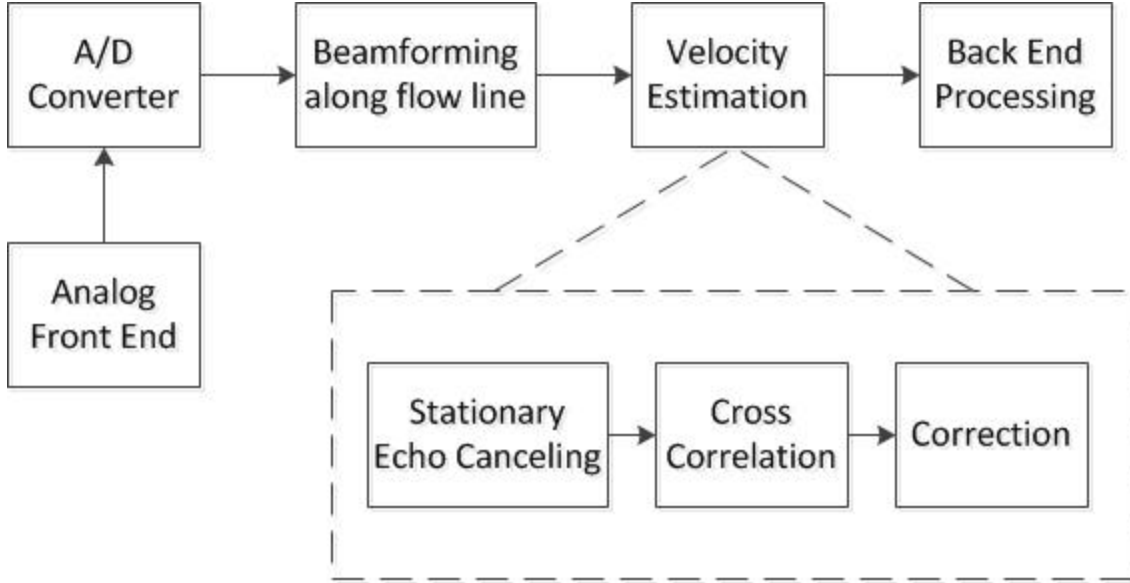 A/D
Converter
Beamforming
along flow line
Velocity
Estimation
Back End
Processing
Analog
Front End
Stationary
Echo Canceling
Cross
Correlation
Correction